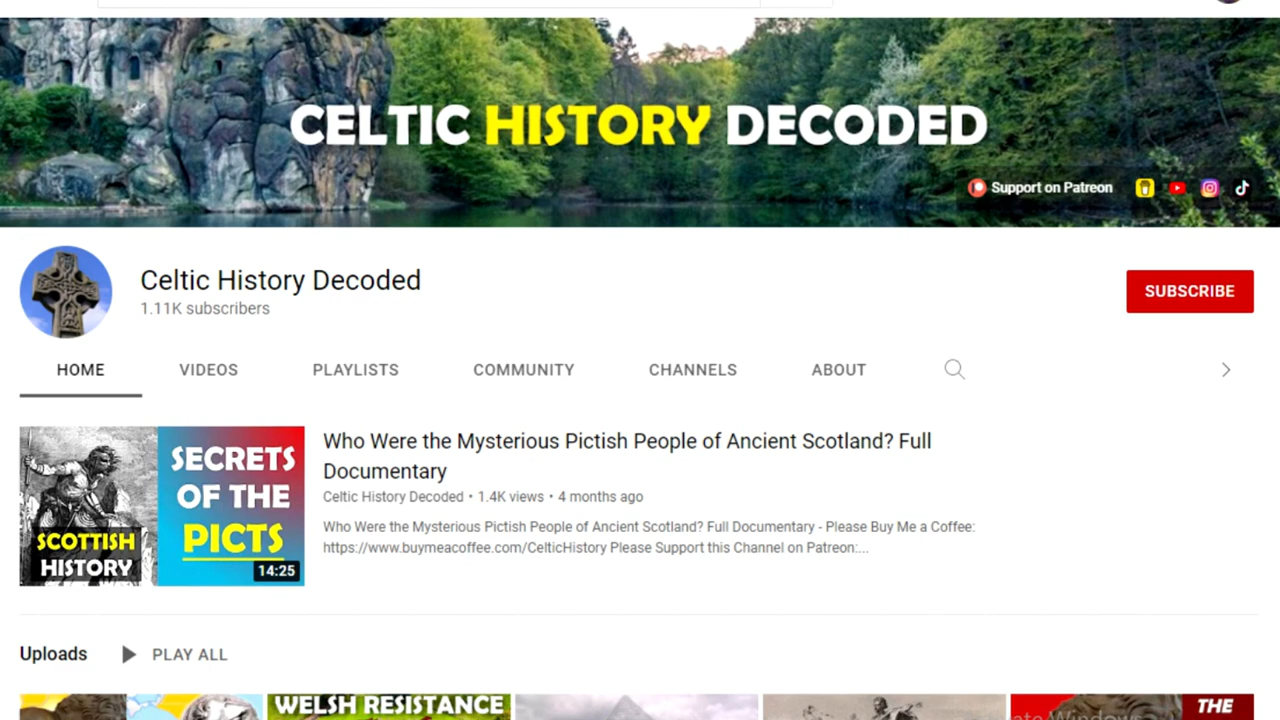 CELTIC HISTORY DECODED
Support on Patreon
Celtic History Decoded
1.11K subscribers
SUBSCRIBE
HOME VIDEOS PLAYLISTS COMMUNITY CHANNELS ABOUT
SECRETS
OF THE
PICTS
SCOTTISH
HISTORY
14:25
Who Were the Mysterious Pictish People of Ancient Scotland? Full
Documentary
Celtic History Decoded • 1.4K views • 4 months ago
Who Were the Mysterious Pictish People of Ancient Scotland? Full Documentary - Please Buy Me a Coffee:
https://www.buymeacoffee.com/CelticHistory Please Support this Channel on Patreon:...
Uploads PLAY ALL
WELSH RESISTANCE
THE